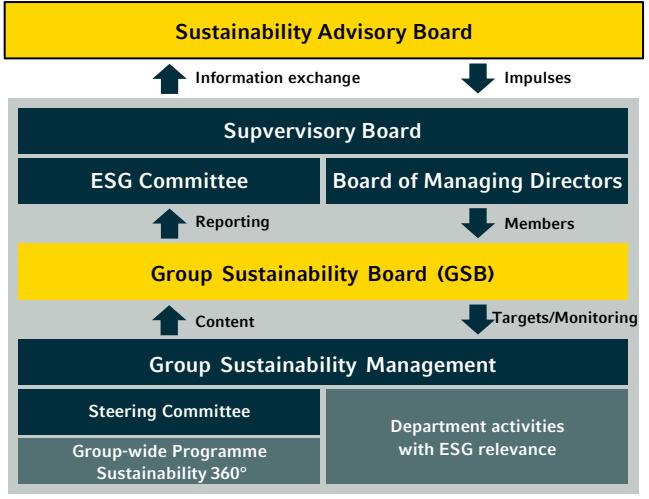 Sustainability Advisory Board
Information exchange
Impulses
Supvervisory Board
ESG Committee
Board of Managing Directors
Reporting
Members
Group Sustainability Board (GSB)
Content
Targets/Monitoring
Group Sustainability Management
Steering Committee
Group-wide Programme
Sustainability 360°
Department activities
with ESG relevance